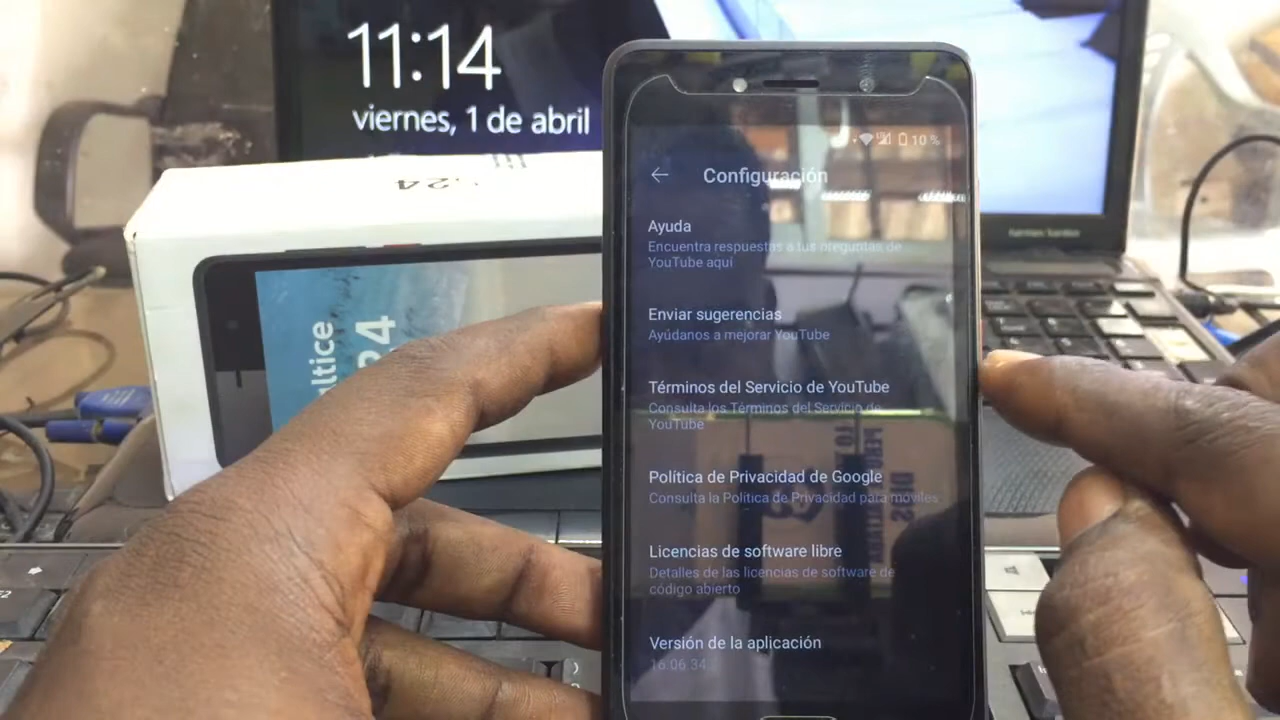 11:14
viernes, 1 de abril
10 %
Configuración
Ayuda
Encuentra respuestas a tus preguntas de
YouTube aquí
Enviar sugerencias
Ayúdanos a mejorar YouTube
Términos del Servicio de YouTube
Consulta los Términos del Servicio de
YouTube
Política de Privacidad de Google
Consulta la Política de Privacidad para móviles
Licencias de software libre
Detalles de las licencias de software de
código abierto
Versión de la aplicación
16.06.34
ltice
24
harman kardon